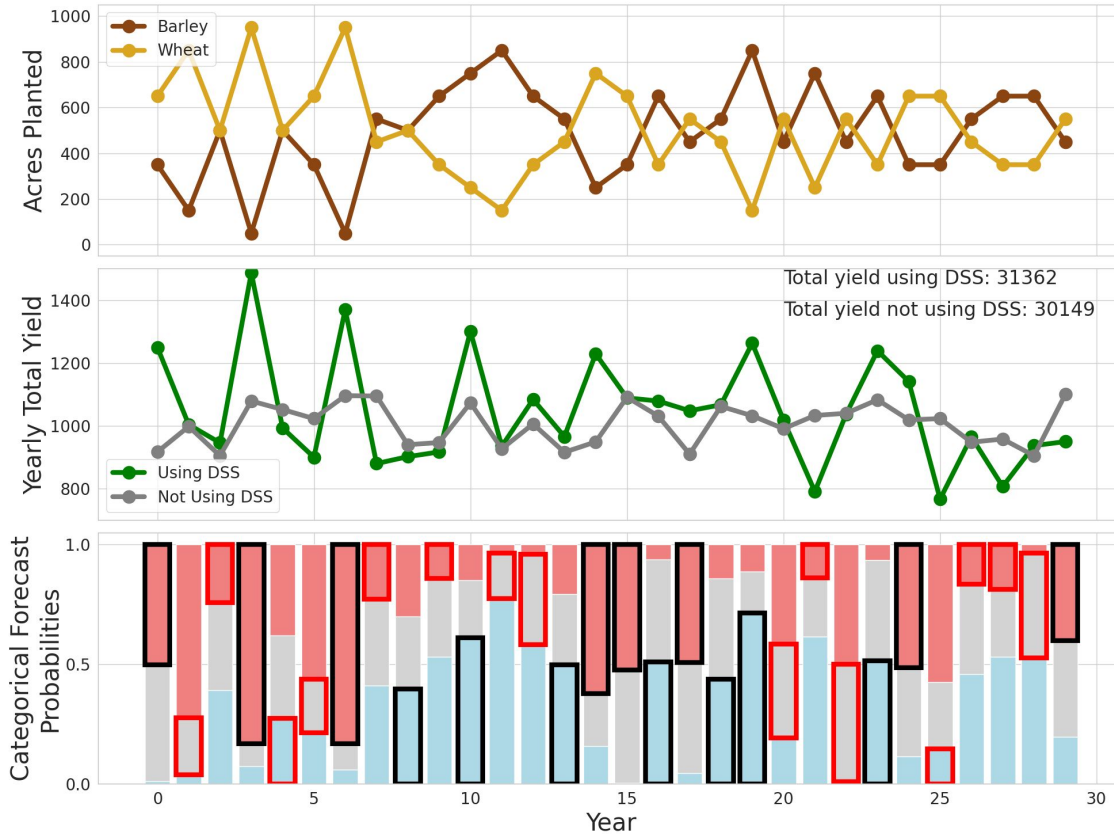 Acres Planted
1000
800
600
400
200
0
Barley
Wheat
Yearly Total Yield
1400
1200
1000
800
Total yield using DSS: 31362
Total yield not using DSS: 30149
Using DSS
Not Using DSS
Categorical Forecast
Probabilities
1.0
0.5
0.0
0 5 10 15 20 25 30
Year